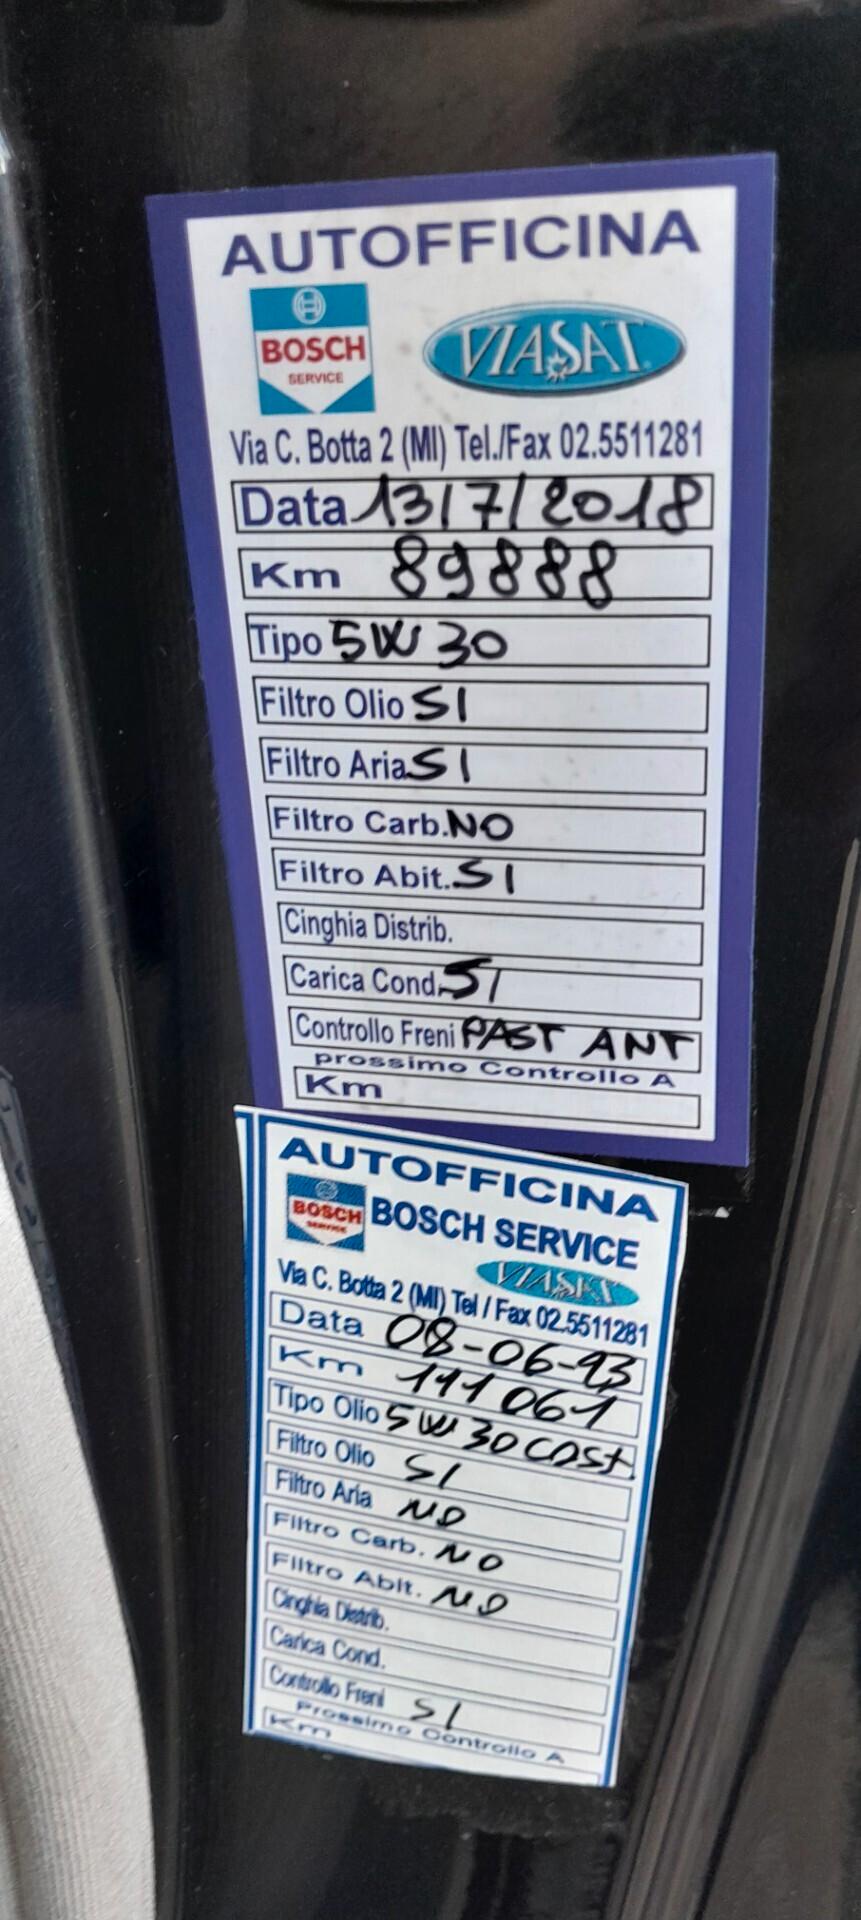 AUTOFFICINA
BOSCH
SERVICE
VIASAT
Via C. Botta 2 (MI) Tel./Fax 02.5511281
Data 13/7/2018
Km 89888
Tipo 5W30
Filtro Olio SI
Filtro Aria SI
Filtro Carb. NO
Filtro Abit. SI
Cinghia Distrib.
Carica Cond. SI
Controllo Freni PAST ANT
prossimo Controllo A
Km
AUTOFFICINA
BOSCH
SERVICE
BOSCH SERVICE
VIASAT
Via C. Botta 2 (MI) Tel / Fax 02.5511281
Data 08-06-23
Km 111061
Tipo Olio 5W30 COST.
Filtro Olio SI
Filtro Aria NO
Filtro Carb. NO
Filtro Abit. NO
Cinghia Distrib.
Carica Cond.
Controllo Freni SI
Prossimo Controllo A
Km